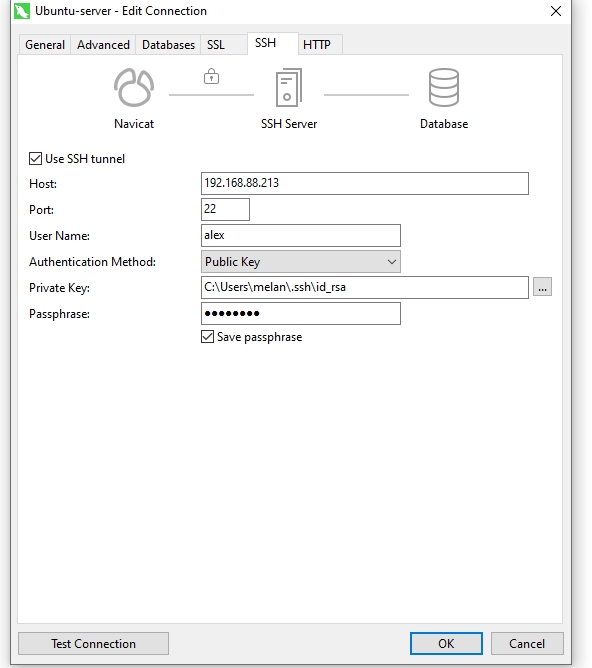 Ubuntu-server - Edit Connection
General Advanced Databases SSL SSH HTTP
Navicat SSH Server Database
Use SSH tunnel
Host: 192.168.88.213
Port: 22
User Name: alex
Authentication Method: Public Key
Private Key: C:\Users\melan\.ssh\id_rsa ...
Passphrase: ●●●●●●●●
Save passphrase
Test Connection OK Cancel